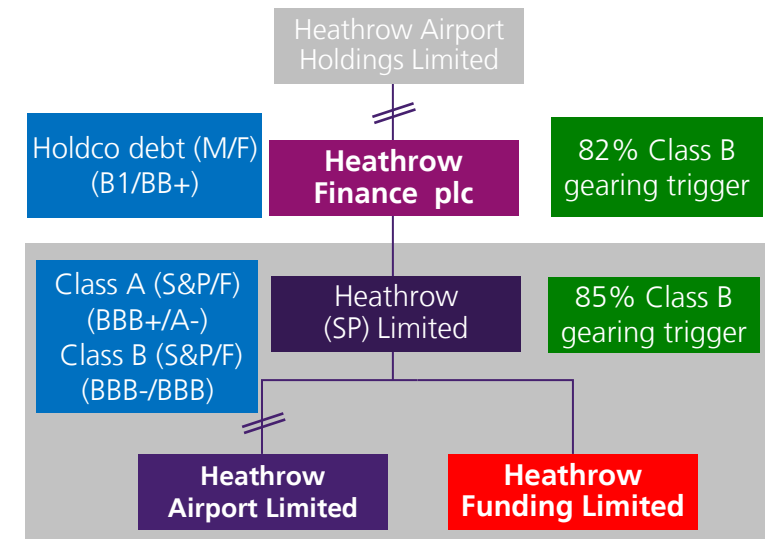 Heathrow Airport
Holdings Limited
Holdco debt (M/F)
(B1/BB+)
Heathrow
Finance plc
82% Class B
gearing trigger
Class A (S&P/F)
(BBB+/A-)
Class B (S&P/F)
(BBB-/BBB)
Heathrow
(SP) Limited
85% Class B
gearing trigger
Heathrow
Airport Limited
Heathrow
Funding Limited